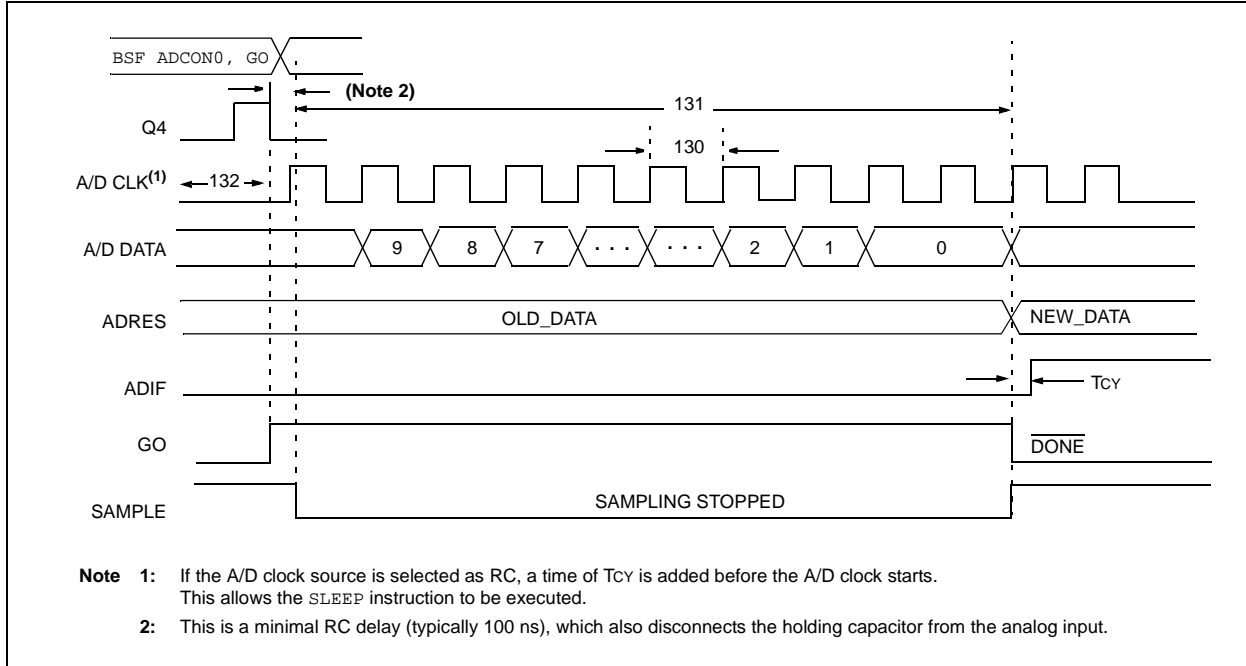 BSF ADCON0, GO
(Note 2)
131
Q4
130
A/D CLK(1)
132
A/D DATA
9 8 7 · · · · · · 2 1 0
ADRES
OLD_DATA
NEW_DATA
ADIF
TCY
GO
DONE
SAMPLE
SAMPLING STOPPED
Note 1: If the A/D clock source is selected as RC, a time of TCY is added before the A/D clock starts.
This allows the SLEEP instruction to be executed.
2: This is a minimal RC delay (typically 100 ns), which also disconnects the holding capacitor from the analog input.